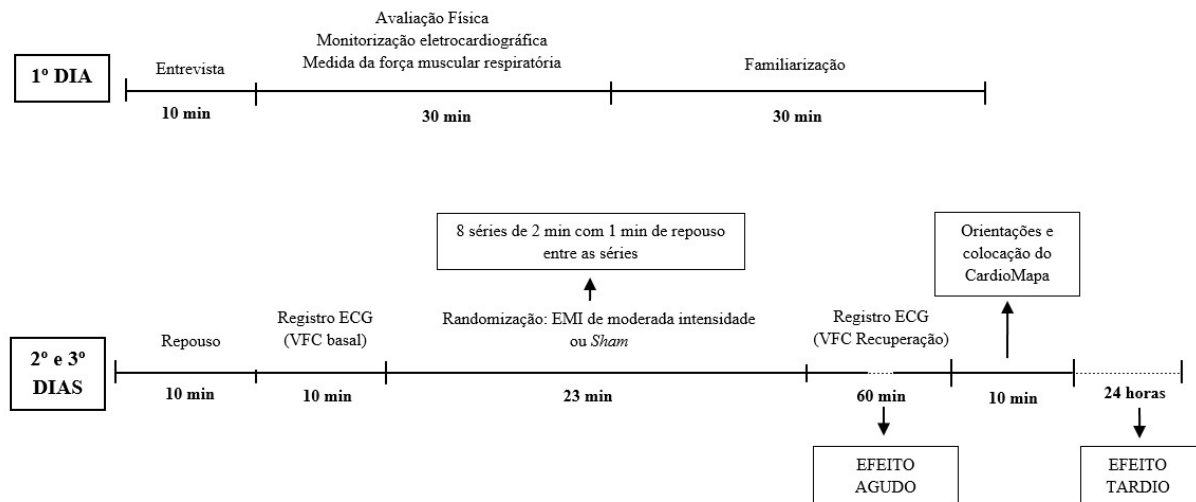 1º DIA
Entrevista
Avaliação Física
Monitorização eletrocardiográfica
Medida da força muscular respiratória
Familiarização
10 min
30 min
30 min
8 séries de 2 min com 1 min de repouso
entre as séries
Orientações e
colocação do
CardioMapa
2º e 3º
DIAS
Repouso
Registro ECG
(VFC basal)
Randomização: EMI de moderada intensidade
ou Sham
Registro ECG
(VFC Recuperação)
10 min
10 min
23 min
60 min
10 min
24 horas
EFEITO
AGUDO
EFEITO
TARDIO